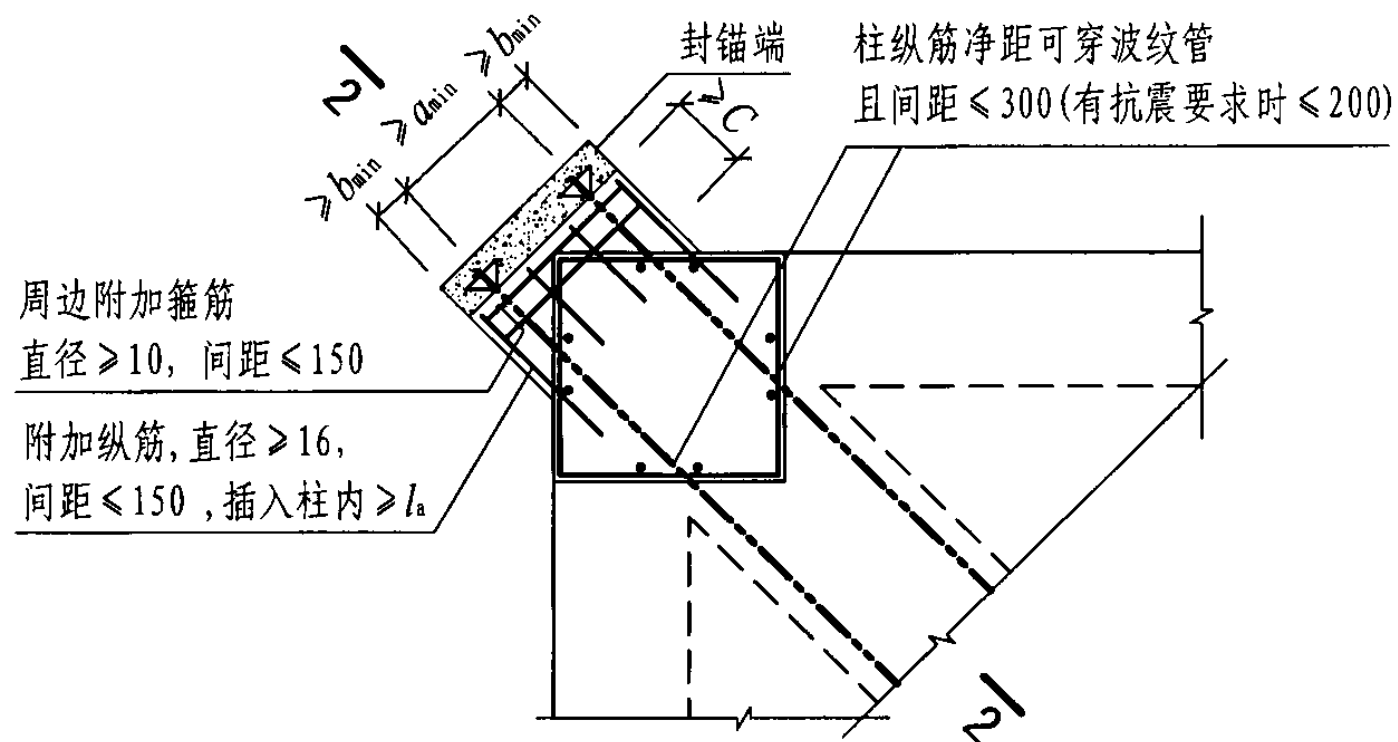 2
≥bmin
≥amin
≥bmin
封锚端
≥C
柱纵筋净距可穿波纹管
且间距≤300(有抗震要求时≤200)
周边附加箍筋
直径≥10, 间距≤150
附加纵筋,直径≥16,
间距≤150 ,插入柱内≥la
2